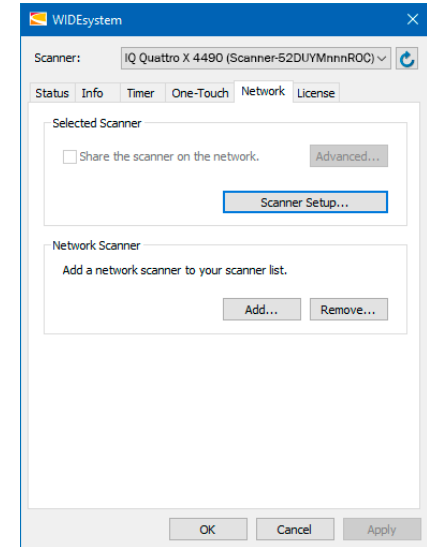 WIDEsystem
Scanner: IQ Quattro X 4490 (Scanner-52DUYMnnnROC)
Status Info Timer One-Touch Network License
Selected Scanner
Share the scanner on the network. Advanced...
Scanner Setup...
Network Scanner
Add a network scanner to your scanner list.
Add... Remove...
OK Cancel Apply